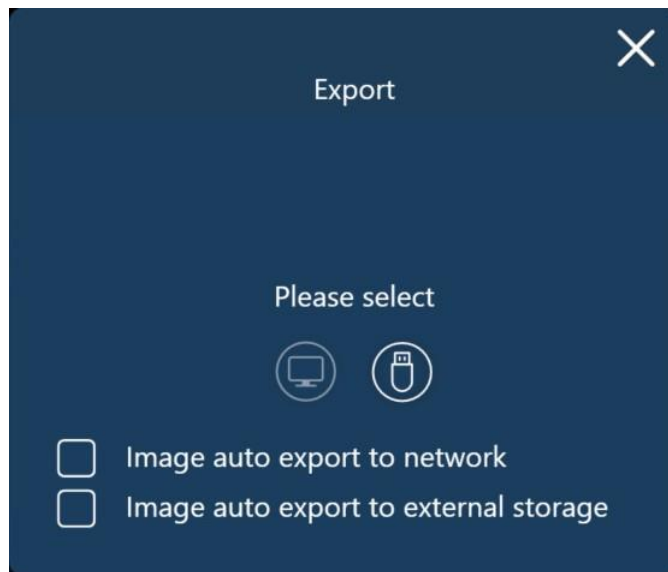 Export
Please select
Image auto export to network
Image auto export to external storage